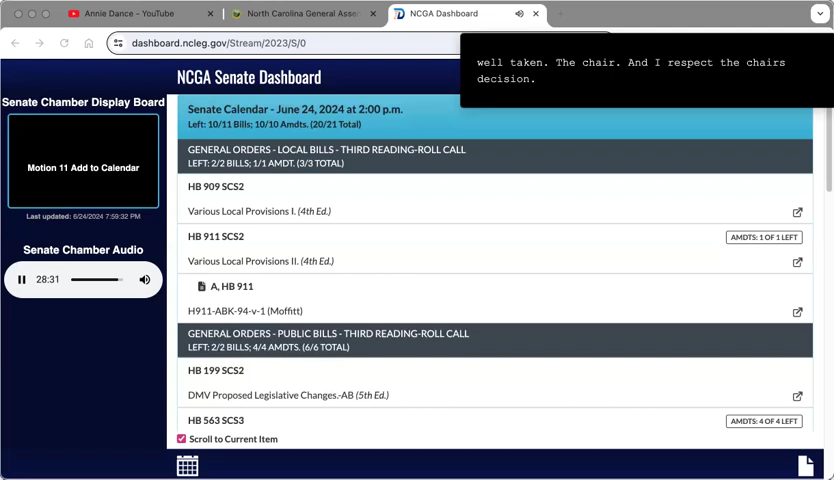 Annie Dance - YouTube
North Carolina General Asse
NCGA Dashboard
dashboard.ncleg.gov/Stream/2023/S/0
well taken. The chair. And I respect the chairs
decision.
NCGA Senate Dashboard
Senate Chamber Display Board
Motion 11 Add to Calendar
Last updated: 6/24/2024 7:59:32 PM
Senate Chamber Audio
28:31
Senate Calendar - June 24, 2024 at 2:00 p.m.
Left: 10/11 Bills; 10/10 Amdts. (20/21 Total)
GENERAL ORDERS - LOCAL BILLS - THIRD READING-ROLL CALL
LEFT: 2/2 BILLS; 1/1 AMDT. (3/3 TOTAL)
HB 909 SCS2
Various Local Provisions I. (4th Ed.)
HB 911 SCS2
AMDTS: 1 OF 1 LEFT
Various Local Provisions II. (4th Ed.)
A, HB 911
H911-ABK-94-v-1 (Moffitt)
GENERAL ORDERS - PUBLIC BILLS - THIRD READING-ROLL CALL
LEFT: 2/2 BILLS; 4/4 AMDTS. (6/6 TOTAL)
HB 199 SCS2
DMV Proposed Legislative Changes.-AB (5th Ed.)
HB 563 SCS3
AMDTS: 4 OF 4 LEFT
Scroll to Current Item